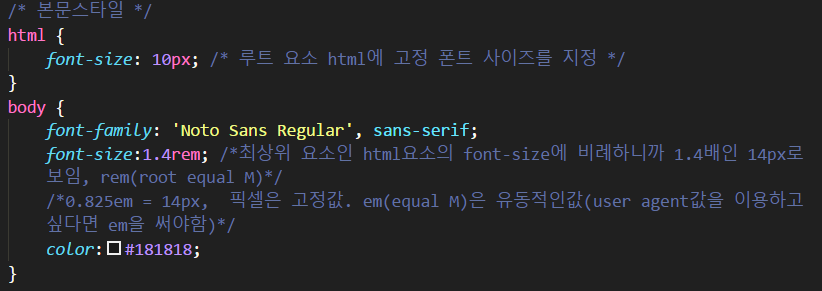 /* 본문스타일 */
html {
font-size: 10px; /* 루트 요소 html에 고정 폰트 사이즈를 지정 */
}
body {
font-family: 'Noto Sans Regular', sans-serif;
font-size:1.4rem; /*최상위 요소인 html요소의 font-size에 비례하니까 1.4배인 14px로
보임, rem(root equal M)*/
/*0.825em = 14px, 픽셀은 고정값. em(equal M)은 유동적인값(user agent값을 이용하고
싶다면 em을 써야함)*/
color:#181818;
}